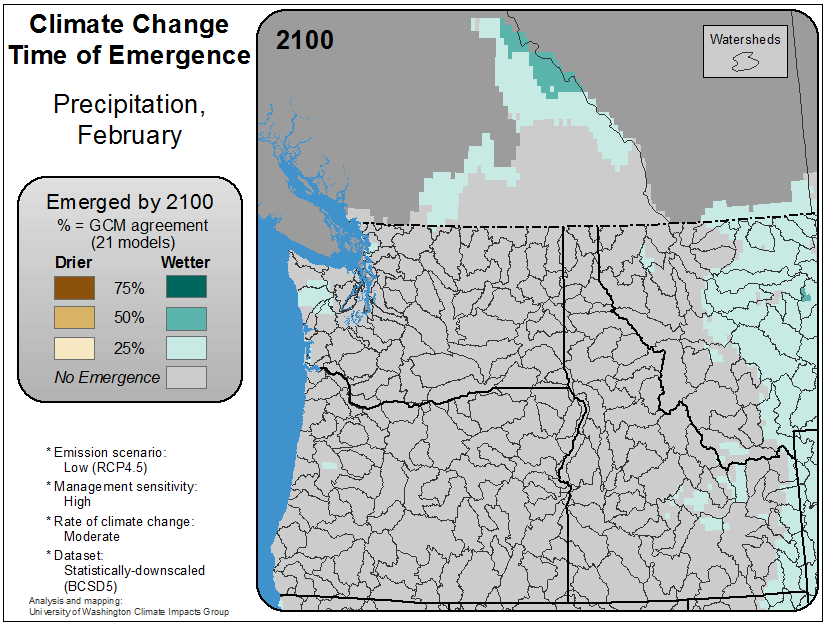 Climate Change
Time of Emergence
Precipitation,
February
Emerged by 2100
% = GCM agreement
(21 models)
Drier Wetter
75%
50%
25%
No Emergence
* Emission scenario:
Low (RCP4.5)
* Management sensitivity:
High
* Rate of climate change:
Moderate
* Dataset:
Statistically-downscaled
(BCSD5)
Analysis and mapping:
University of Washington Climate Impacts Group
2100
Watersheds